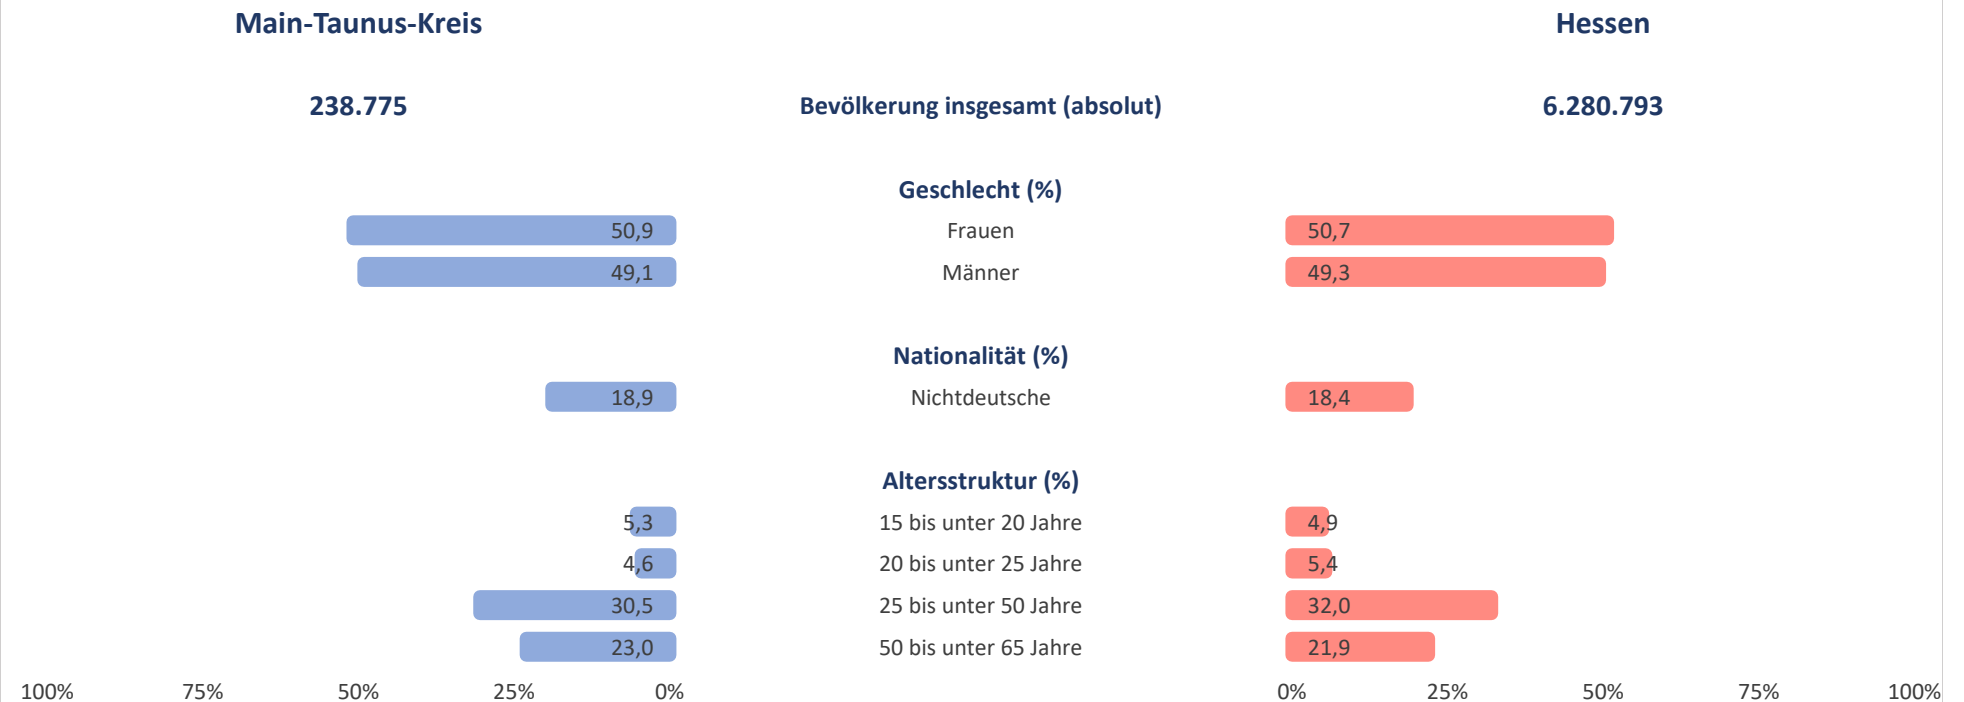 Main-Taunus-Kreis Hessen
238.775 Bevölkerung insgesamt (absolut) 6.280.793
Geschlecht (%)
50,9 Frauen 50,7
49,1 Männer 49,3
Nationalität (%)
18,9 Nichtdeutsche 18,4
Altersstruktur (%)
5,3 15 bis unter 20 Jahre 4,9
4,6 20 bis unter 25 Jahre 5,4
30,5 25 bis unter 50 Jahre 32,0
23,0 50 bis unter 65 Jahre 21,9
100% 75% 50% 25% 0% 0% 25% 50% 75% 100%